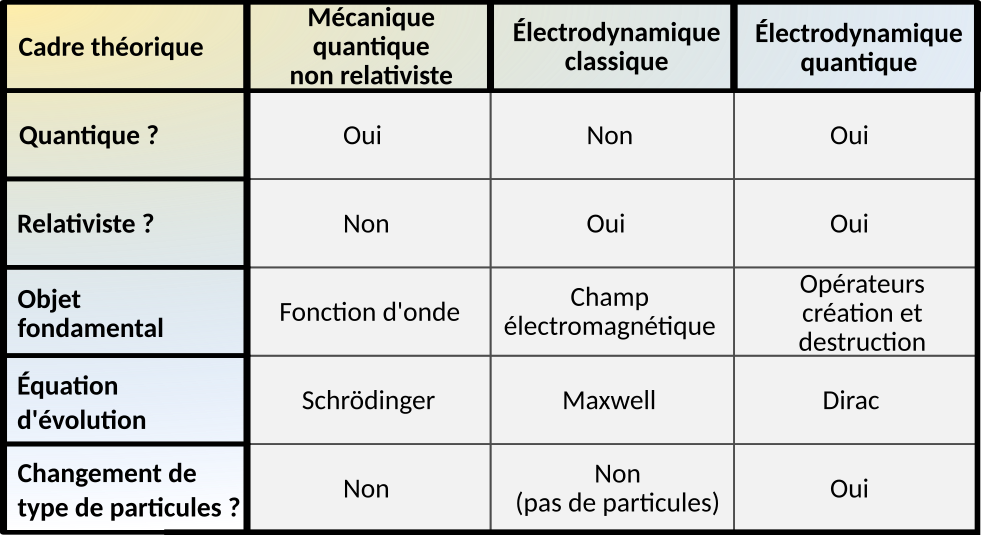 Cadre théorique
Mécanique
quantique
non relativiste
Électrodynamique
classique
Électrodynamique
quantique
Quantique ?
Oui
Non
Oui
Relativiste ?
Non
Oui
Oui
Objet
fondamental
Fonction d'onde
Champ
électromagnétique
Opérateurs
création et
destruction
Équation
d'évolution
Schrödinger
Maxwell
Dirac
Changement de
type de particules ?
Non
Non
(pas de particules)
Oui